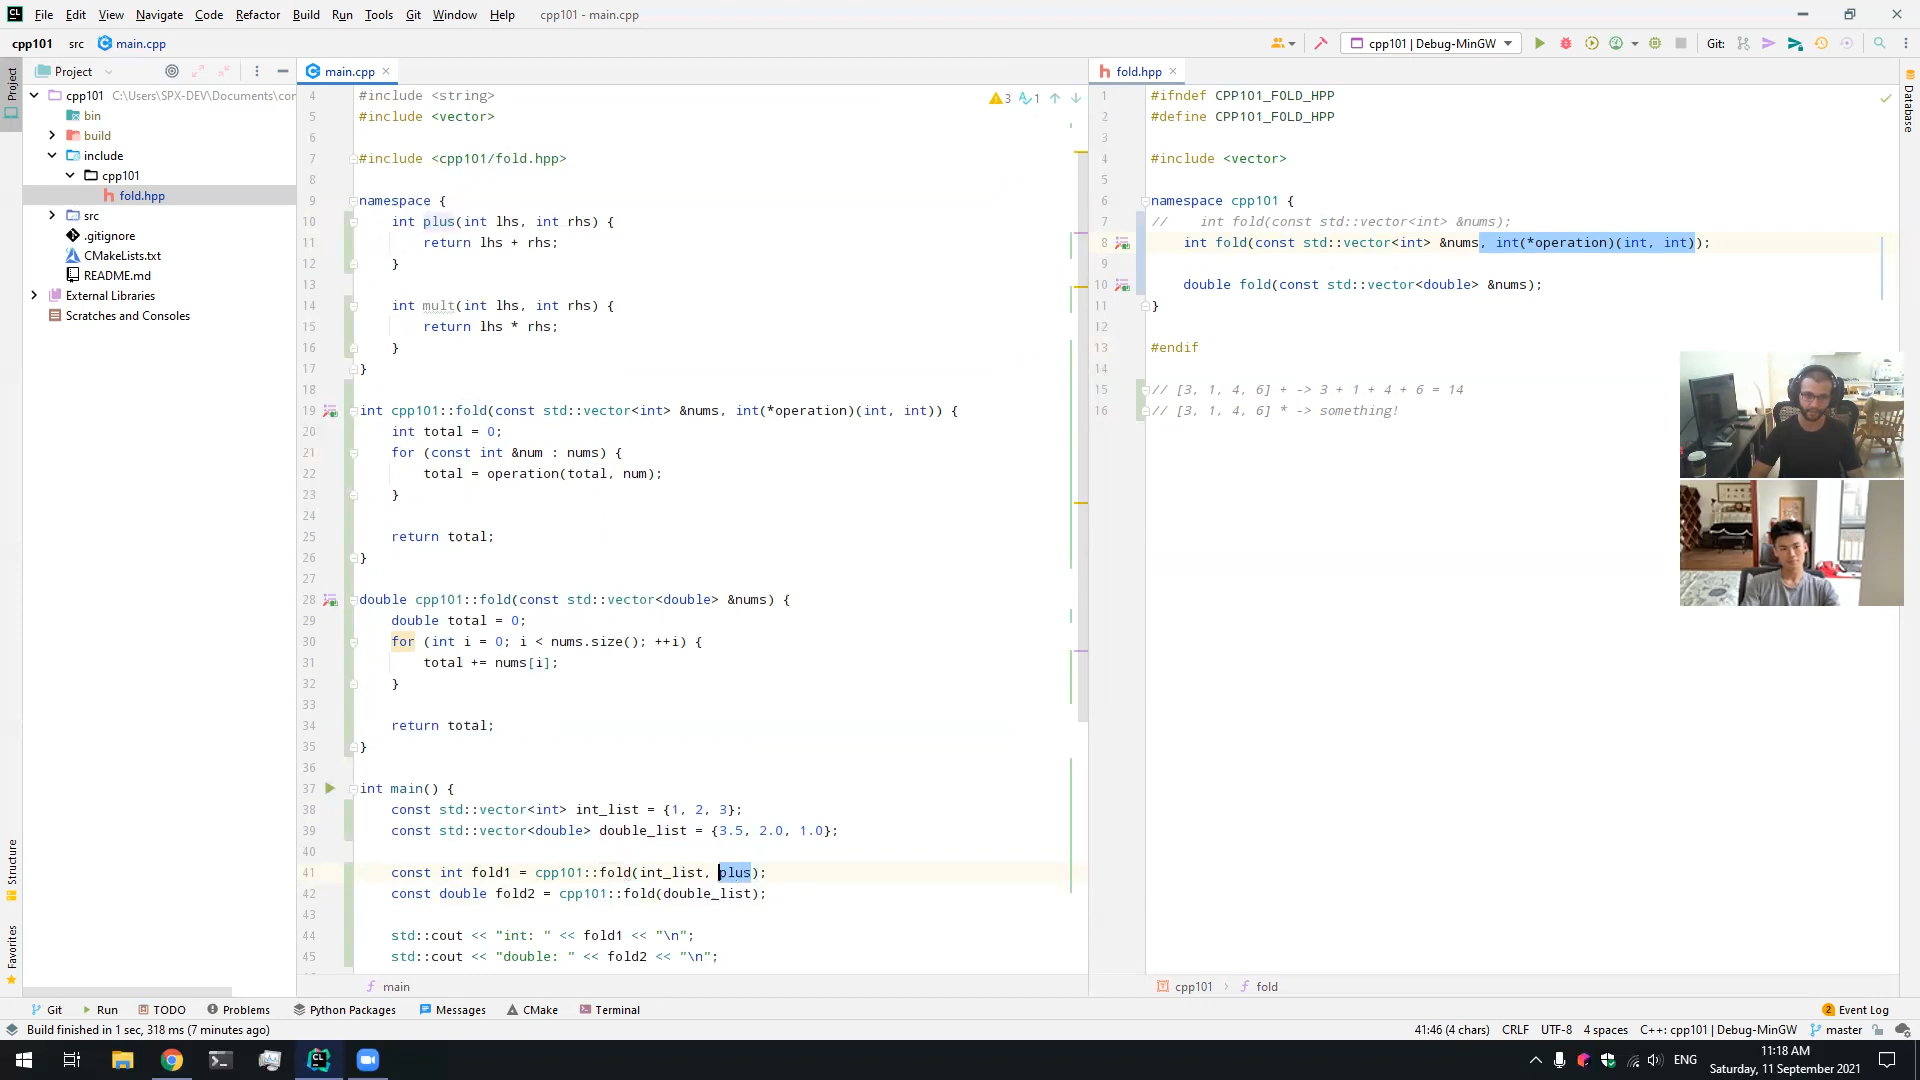 File Edit View Navigate Code Refactor Build Run Tools Git Window Help cpp101 - main.cpp
cpp101 src main.cpp
cpp101 | Debug-MinGW
Git:
Project
Project
cpp101 C:\Users\SPX-DEV\Documents\cor
bin
build
include
cpp101
fold.hpp
src
.gitignore
CMakeLists.txt
README.md
External Libraries
Scratches and Consoles
Structure
Favorites
main.cpp
3 1
4 #include <string>
5 #include <vector>
6
7 #include <cpp101/fold.hpp>
8
9 namespace {
10 int plus(int lhs, int rhs) {
11 return lhs + rhs;
12 }
13
14 int mult(int lhs, int rhs) {
15 return lhs * rhs;
16 }
17 }
18
19 int cpp101::fold(const std::vector<int> &nums, int(*operation)(int, int)) {
20 int total = 0;
21 for (const int &num : nums) {
22 total = operation(total, num);
23 }
24
25 return total;
26 }
27
28 double cpp101::fold(const std::vector<double> &nums) {
29 double total = 0;
30 for (int i = 0; i < nums.size(); ++i) {
31 total += nums[i];
32 }
33
34 return total;
35 }
36
37 int main() {
38 const std::vector<int> int_list = {1, 2, 3};
39 const std::vector<double> double_list = {3.5, 2.0, 1.0};
40
41 const int fold1 = cpp101::fold(int_list, plus);
42 const double fold2 = cpp101::fold(double_list);
43
44 std::cout << "int: " << fold1 << "\n";
45 std::cout << "double: " << fold2 << "\n";
main
fold.hpp
1 #ifndef CPP101_FOLD_HPP
2 #define CPP101_FOLD_HPP
3
4 #include <vector>
5
6 namespace cpp101 {
7 // int fold(const std::vector<int> &nums);
8 int fold(const std::vector<int> &nums, int(*operation)(int, int));
9
10 double fold(const std::vector<double> &nums);
11 }
12
13 #endif
14
15 // [3, 1, 4, 6] + -> 3 + 1 + 4 + 6 = 14
16 // [3, 1, 4, 6] * -> something!
cpp101 fold
Database
Git Run TODO Problems Python Packages Messages CMake Terminal
2 Event Log
Build finished in 1 sec, 318 ms (7 minutes ago)
41:46 (4 chars) CRLF UTF-8 4 spaces C++: cpp101 | Debug-MinGW master
ENG
11:18 AM
Saturday, 11 September 2021